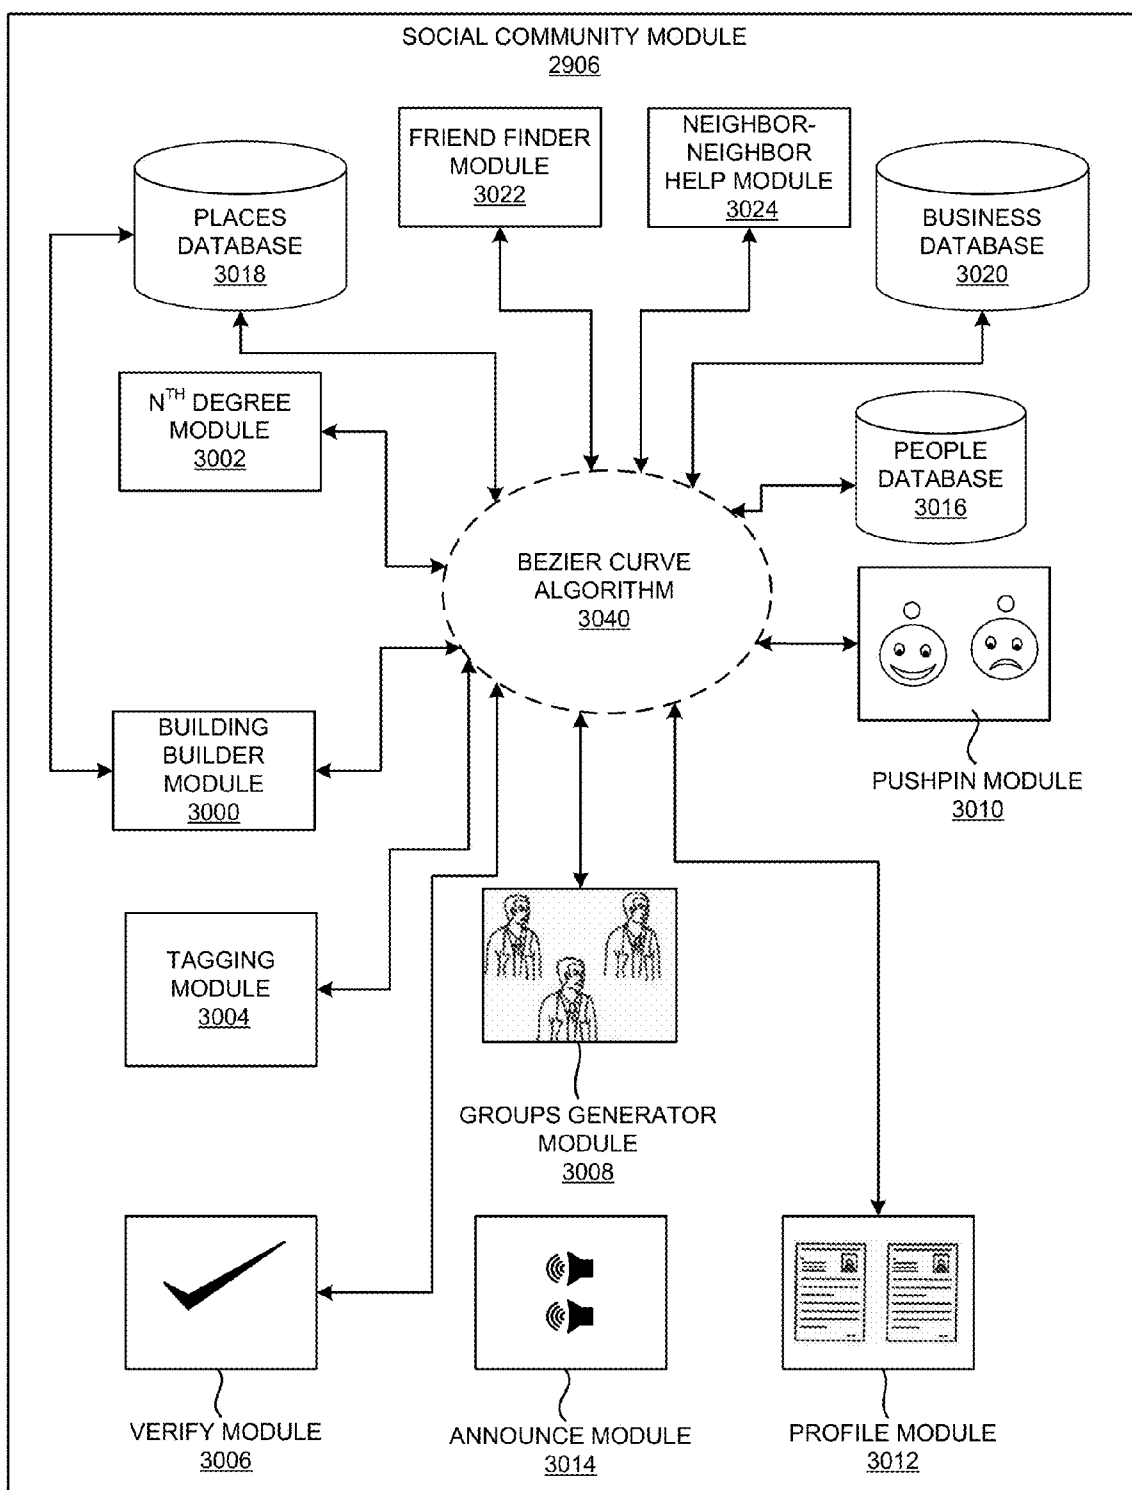 SOCIAL COMMUNITY MODULE
2906
FRIEND FINDER
MODULE
3022
NEIGHBOR-
NEIGHBOR
HELP MODULE
3024
PLACES
DATABASE
3018
BUSINESS
DATABASE
3020
NTH DEGREE
MODULE
3002
PEOPLE
DATABASE
3016
BEZIER CURVE
ALGORITHM
3040
BUILDING
BUILDER
MODULE
3000
PUSHPIN MODULE
3010
TAGGING
MODULE
3004
GROUPS GENERATOR
MODULE
3008
VERIFY MODULE
3006
ANNOUNCE MODULE
3014
PROFILE MODULE
3012